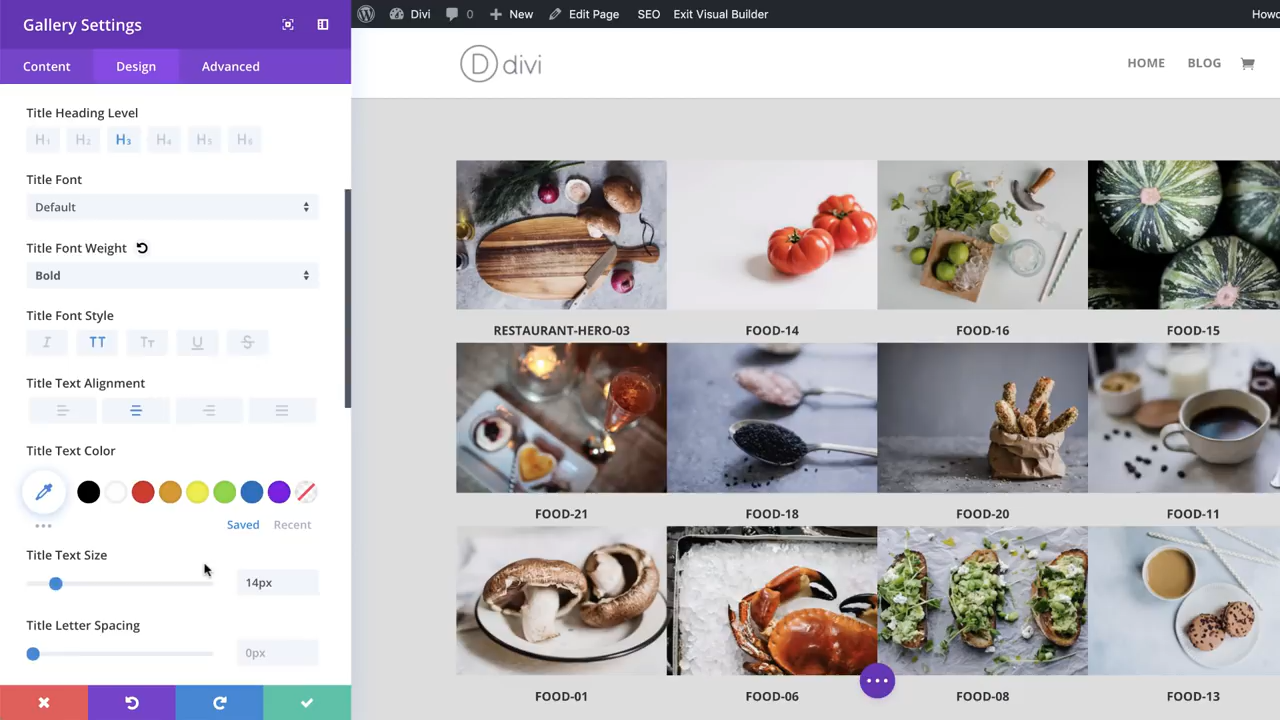 Gallery Settings
Content Design Advanced
Title Heading Level
H1 H2 H3 H4 H5 H6
Title Font
Default
Title Font Weight
Bold
Title Font Style
I TT Tт U S
Title Text Alignment
Title Text Color
Saved Recent
Title Text Size
14px
Title Letter Spacing
0px
Divi 0 New Edit Page SEO Exit Visual Builder Howd
D divi
HOME BLOG
RESTAURANT-HERO-03 FOOD-14 FOOD-16 FOOD-15
FOOD-21 FOOD-18 FOOD-20 FOOD-11
FOOD-01 FOOD-06 FOOD-08 FOOD-13